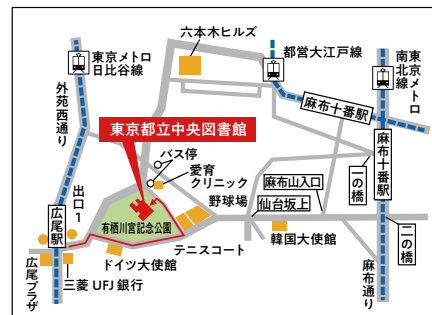 六本木ヒルズ
東京メトロ
日比谷線
都営大江戸線
東京メトロ
南北線
外苑西通り
麻布十番駅
東京都立中央図書館
バス停
愛育
クリニック
麻布十番駅
一の橋
出口1
野球場
麻布山入口
仙台坂上
有栖川宮記念公園
広尾駅
テニスコート
韓国大使館
二の橋
ドイツ大使館
広尾プラザ
三菱UFJ銀行
麻布通り